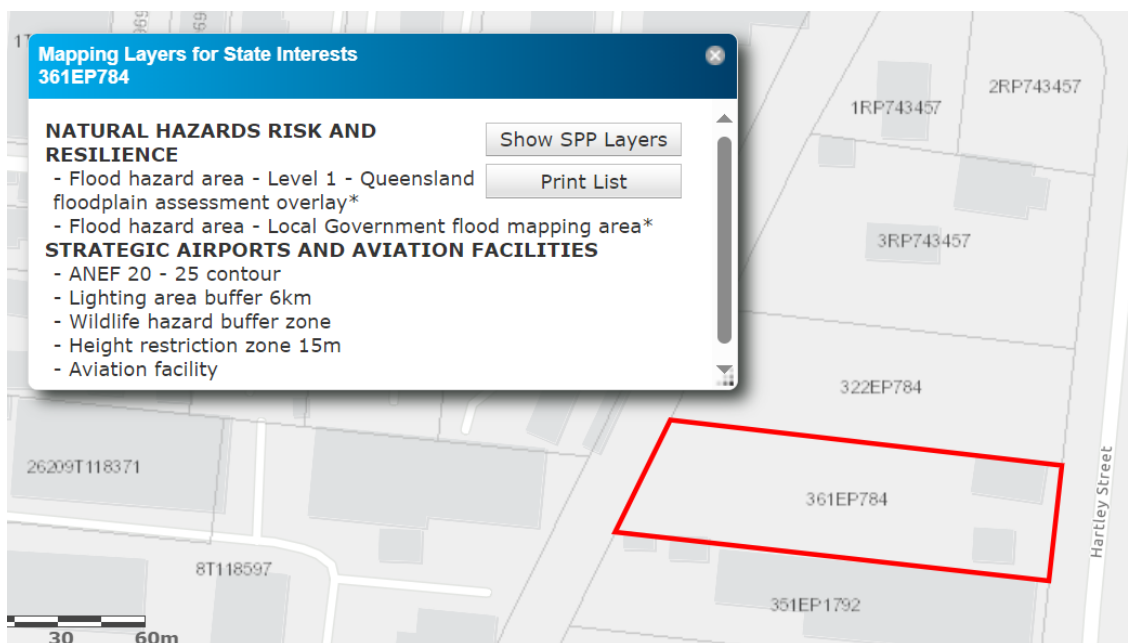 Mapping Layers for State Interests
361EP784
NATURAL HAZARDS RISK AND
RESILIENCE
- Flood hazard area - Level 1 - Queensland
floodplain assessment overlay*
- Flood hazard area - Local Government flood mapping area*
STRATEGIC AIRPORTS AND AVIATION FACILITIES
- ANEF 20 - 25 contour
- Lighting area buffer 6km
- Wildlife hazard buffer zone
- Height restriction zone 15m
- Aviation facility
Show SPP Layers
Print List
2RP743457
1RP743457
3RP743457
322EP784
361EP784
Hartley Street
26209T118371
8T118597
351EP1792
30
60m